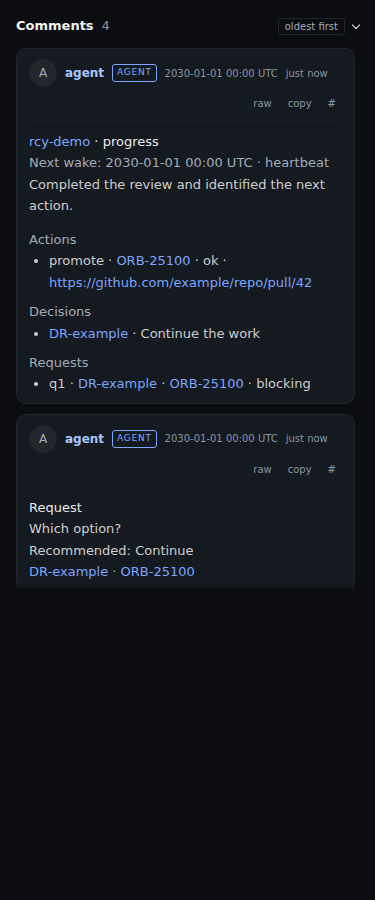 Comments 4 oldest first
A agent AGENT 2030-01-01 00:00 UTC just now
raw copy #
rcy-demo · progress
Next wake: 2030-01-01 00:00 UTC · heartbeat
Completed the review and identified the next
action.
Actions
• promote · ORB-25100 · ok ·
https://github.com/example/repo/pull/42
Decisions
• DR-example · Continue the work
Requests
• q1 · DR-example · ORB-25100 · blocking
A agent AGENT 2030-01-01 00:00 UTC just now
raw copy #
Request
Which option?
Recommended: Continue
DR-example · ORB-25100